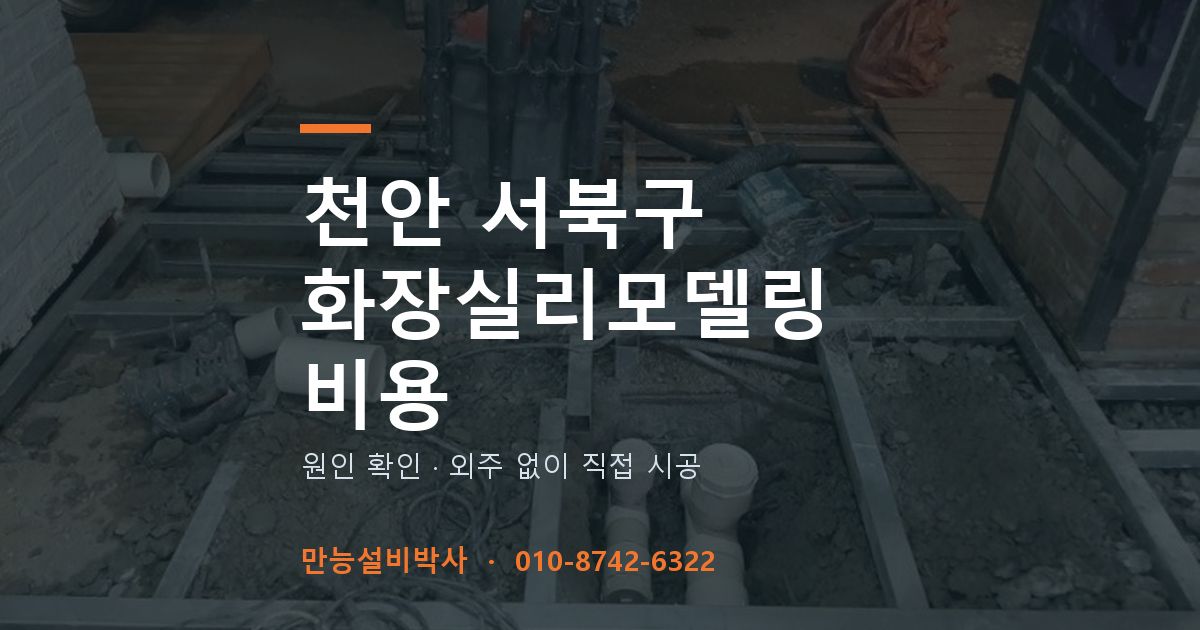 천안 서북구
화장실리모델링
비용
원인 확인 · 외주 없이 직접 시공
만능설비박사 · 010-8742-6322